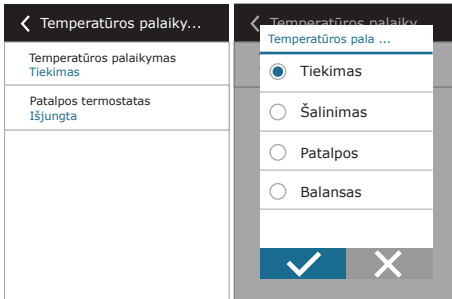 Temperatūros palaiky...
Temperatūros palaikymas
Tiekimas
Patalpos termostatas
Išjungta
Temperatūros palaiky
Temperatūros pala ...
Tiekimas
Šalinimas
Patalpos
Balansas